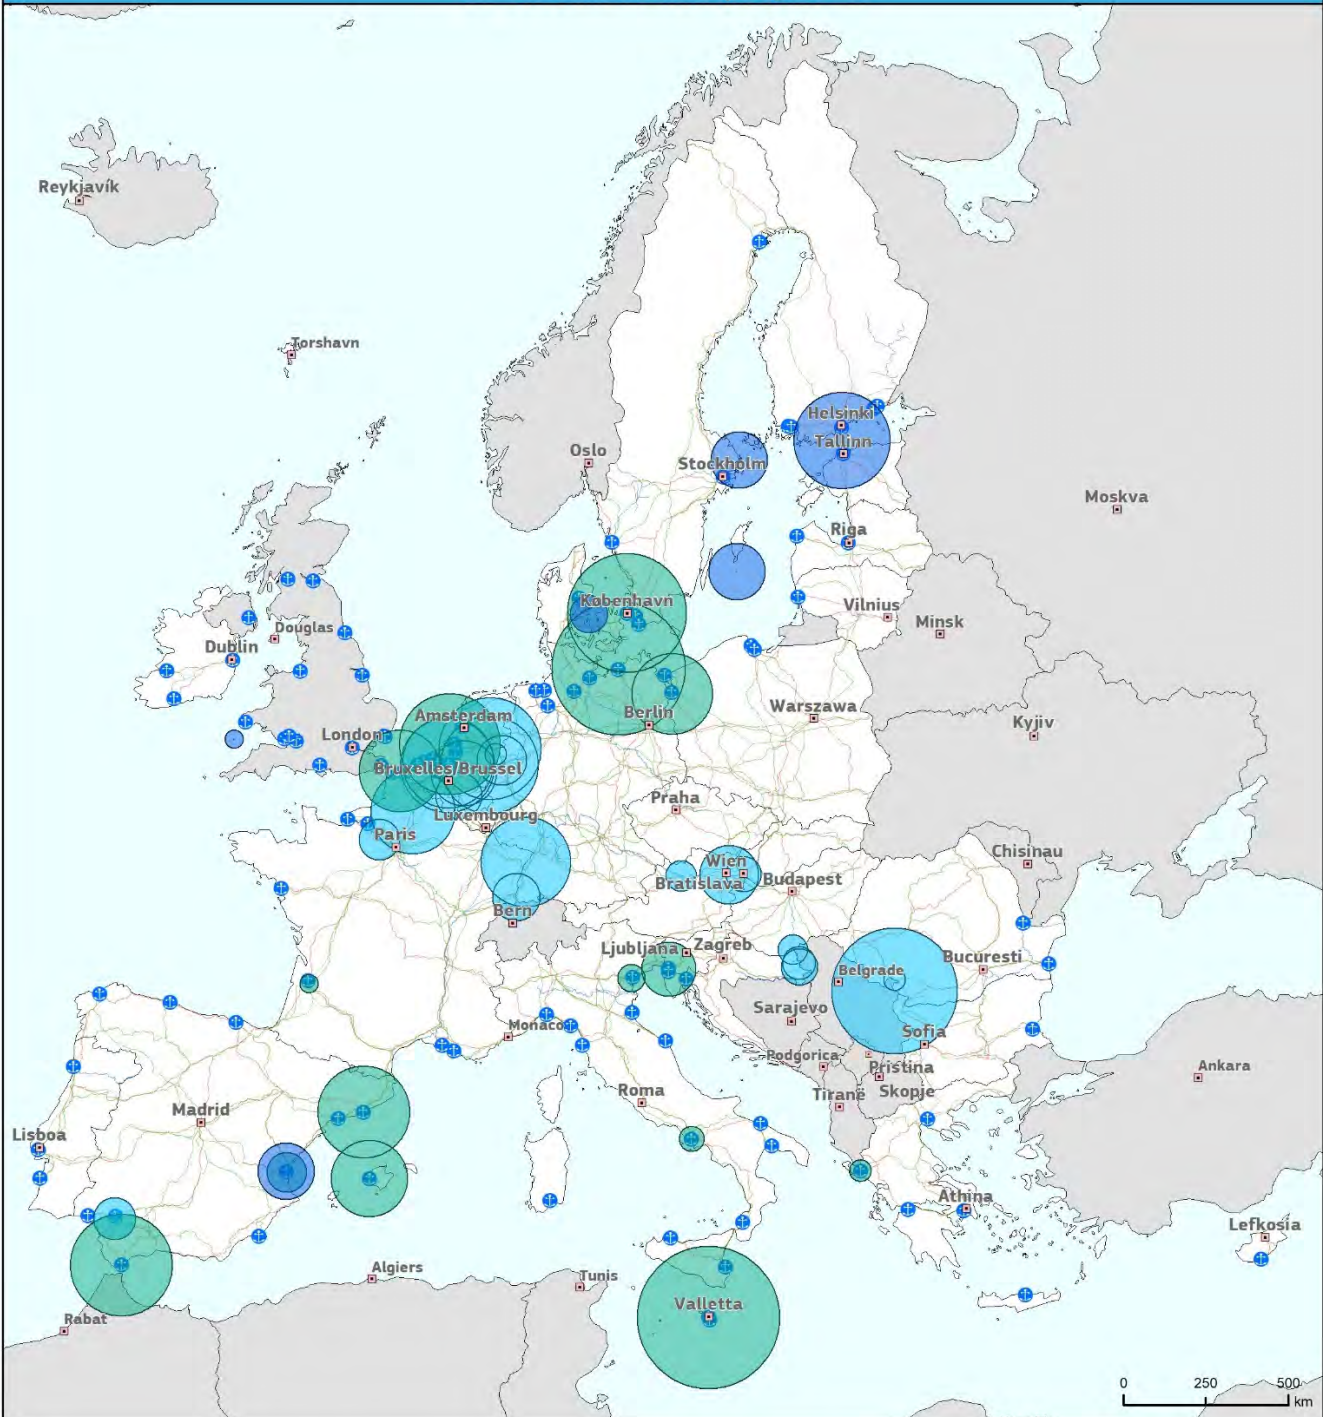 Reykjavík
Torshavn
Helsinki
Tallinn
Oslo
Stockholm
Moskva
Riga
København
Vilnius
Minsk
Douglas
Dublin
Amsterdam
Berlin
Warszawa
London
Kyjiv
Bruxelles/Brussel
Praha
Luxembourg
Paris
Chisinau
Wien
Bratislava
Budapest
Bern
Ljubljana
Zagreb
Bucuresti
Belgrade
Sarajevo
Monaco
Sofia
Podgorica
Pristina
Ankara
Roma
Tiranë
Skopje
Madrid
Lisboa
Athina
Lefkosia
Algiers
Tunis
Valletta
Rabat
0 250 500
km